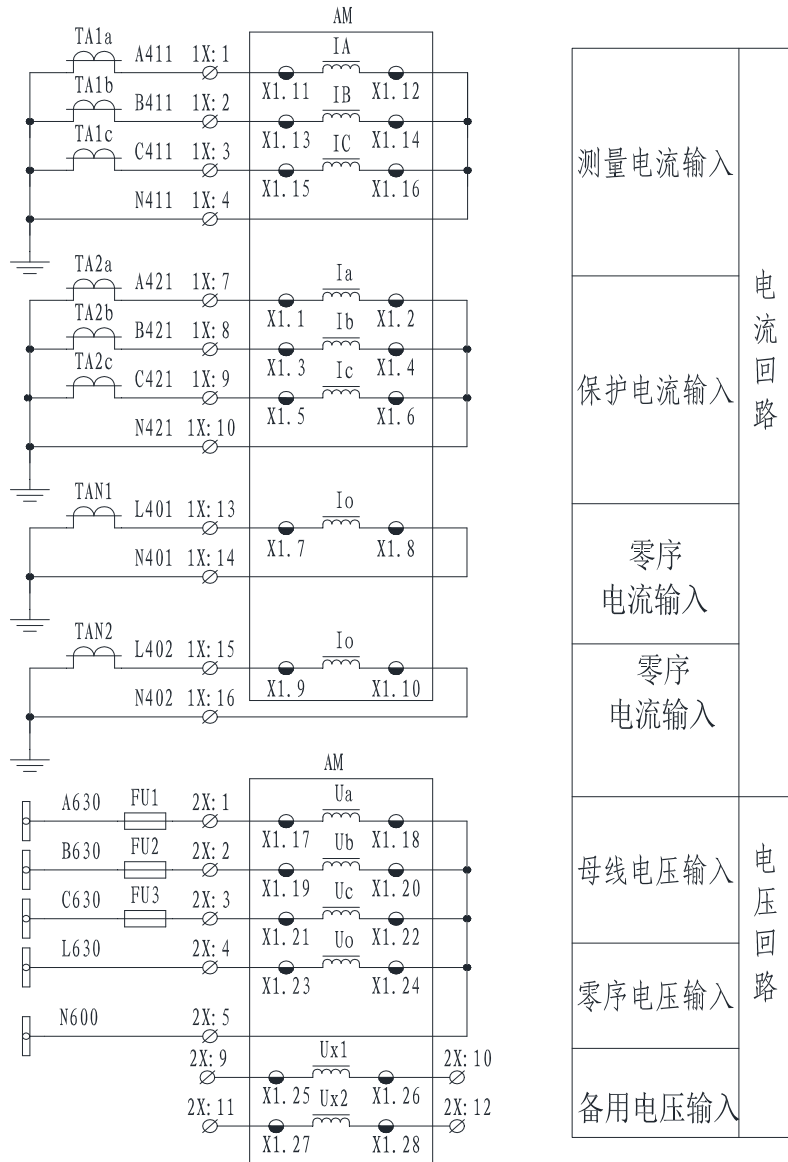 AM
TA1a A411 1X:1 IA
X1.11 X1.12
TA1b B411 1X:2 IB
X1.13 X1.14
TA1c C411 1X:3 IC
X1.15 X1.16
N411 1X:4
测量电流输入
TA2a A421 1X:7 Ia
X1.1 X1.2
TA2b B421 1X:8 Ib
X1.3 X1.4
TA2c C421 1X:9 Ic
X1.5 X1.6
N421 1X:10
保护电流输入
电流回路
TAN1 L401 1X:13 Io
X1.7 X1.8
N401 1X:14
零序
电流输入
TAN2 L402 1X:15 Io
X1.9 X1.10
N402 1X:16
零序
电流输入
AM
A630 FU1 2X:1 Ua
X1.17 X1.18
B630 FU2 2X:2 Ub
X1.19 X1.20
C630 FU3 2X:3 Uc
X1.21 X1.22
母线电压输入
L630 2X:4 Uo
X1.23 X1.24
N600 2X:5
零序电压输入
电压回路
2X:9 Ux1 2X:10
X1.25 X1.26
2X:11 Ux2 2X:12
X1.27 X1.28
备用电压输入